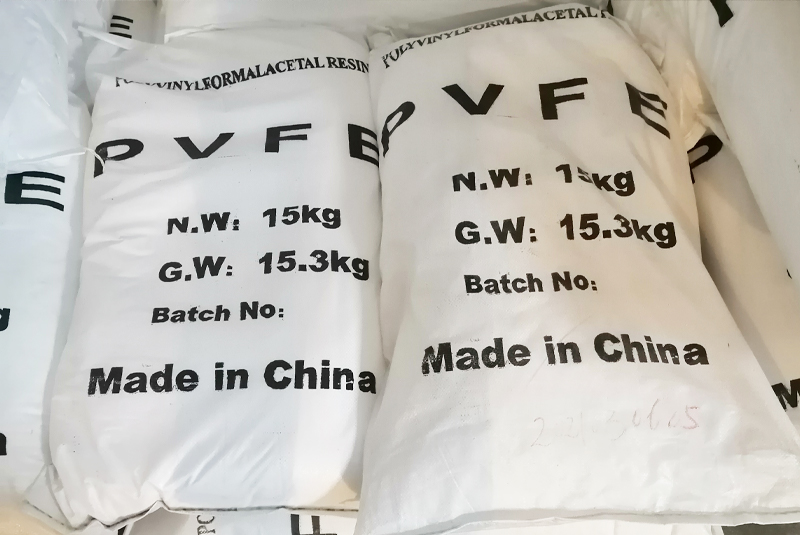 POLYVINYLFORMALACETAL RESIN
PVFE
N.W: 15kg
G.W: 15.3kg
Batch No:
Made in China
POLYVINYLFORMALACETAL
PVFE
N.W: 15kg
G.W: 15.3kg
Batch No:
Made in China